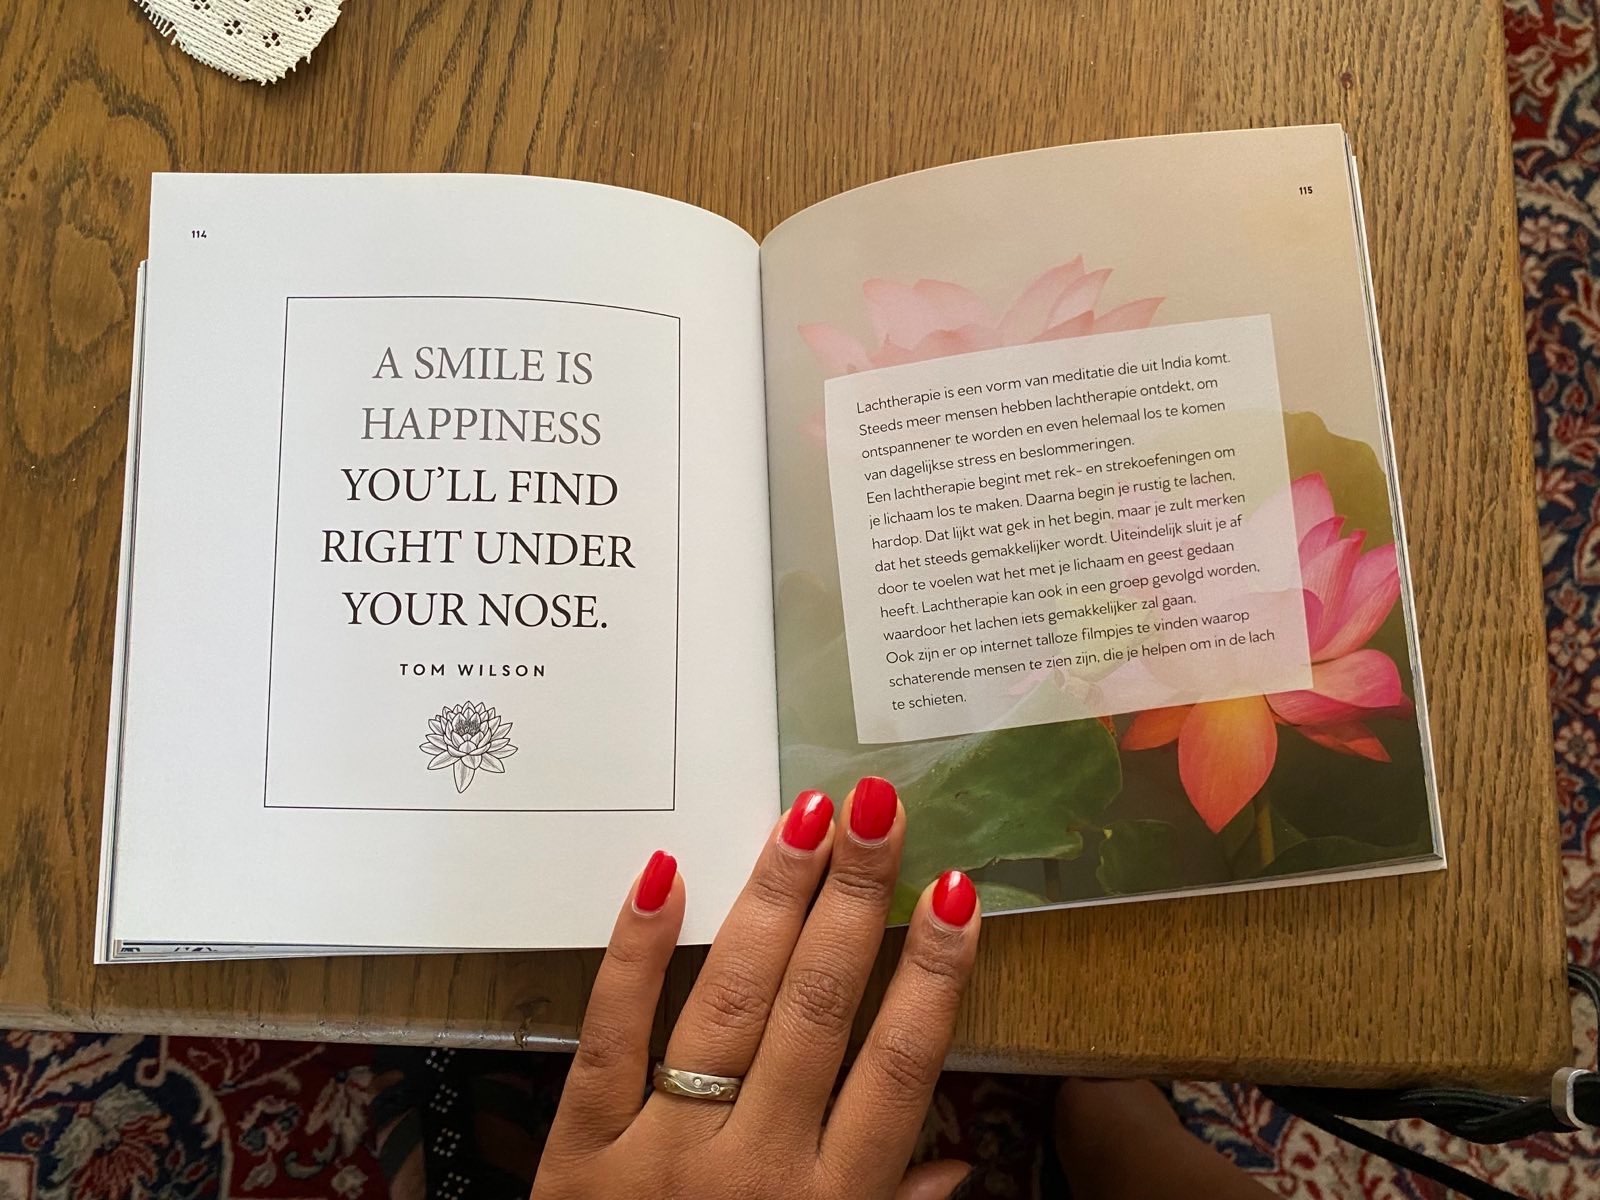 114
A SMILE IS
HAPPINESS
YOU'LL FIND
RIGHT UNDER
YOUR NOSE.
TOM WILSON
115
Lachtherapie is een vorm van meditatie die uit India komt.
Steeds meer mensen hebben lachtherapie ontdekt, om
ontspannener te worden en even helemaal los te komen
van dagelijkse stress en beslommeringen.
Een lachtherapie begint met rek- en strekoefeningen om
je lichaam los te maken. Daarna begin je rustig te lachen,
hardop. Dat lijkt wat gek in het begin, maar je zult merken
dat het steeds gemakkelijker wordt. Uiteindelijk sluit je af
door te voelen wat het met je lichaam en geest gedaan
heeft. Lachtherapie kan ook in een groep gevolgd worden,
waardoor het lachen iets gemakkelijker zal gaan.
Ook zijn er op internet talloze filmpjes te vinden waarop
schaterende mensen te zien zijn, die je helpen om in de lach
te schieten.